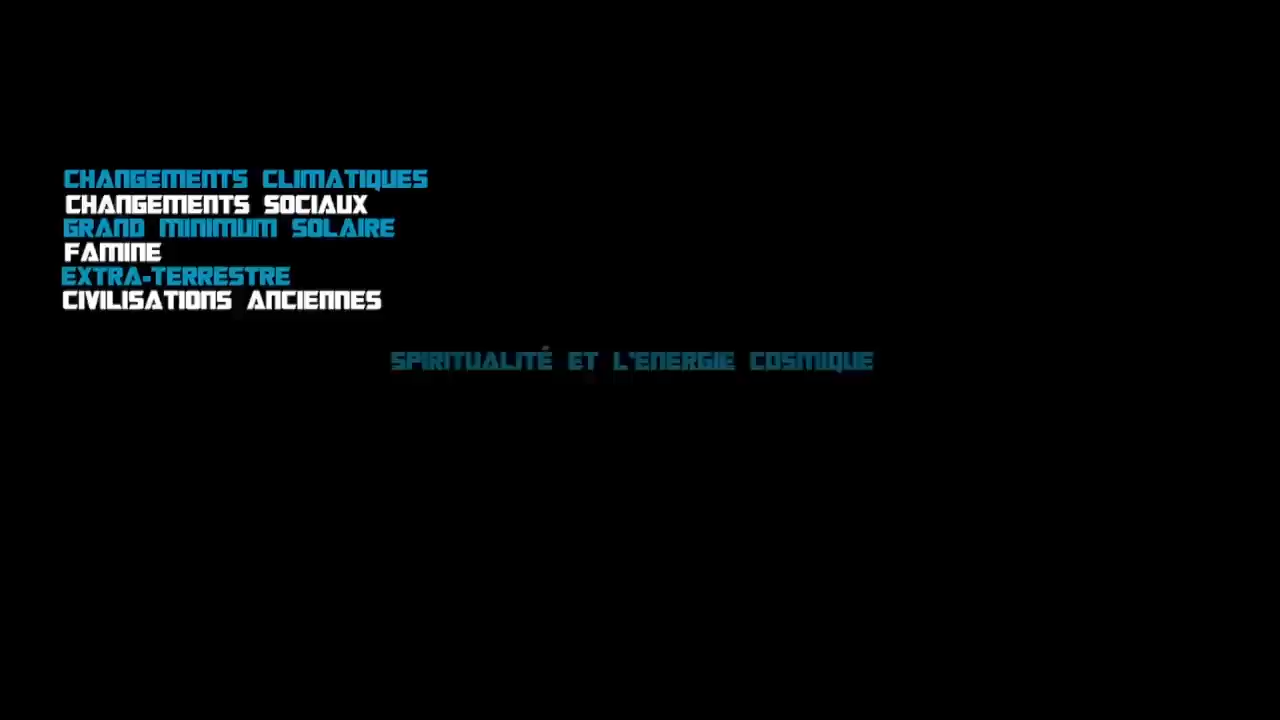 CHANGEMENTS CLIMATIQUES
CHANGEMENTS SOCIAUX
GRAND MINIMUM SOLAIRE
FAMINE
EXTRA-TERRESTRE
CIVILISATIONS ANCIENNES
SPIRITUALITÉ ET L'ENERGIE COSMIQUE